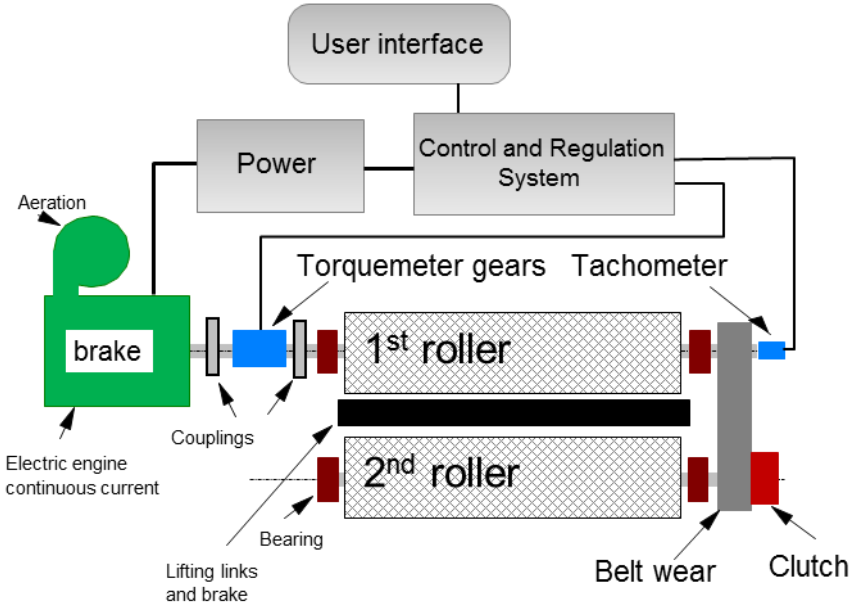 User interface
Power
Control and Regulation
System
Aeration
Torquemeter gears
Tachometer
brake
1st roller
Couplings
Electric engine
continuous current
2nd roller
Bearing
Lifting links
and brake
Belt wear
Clutch